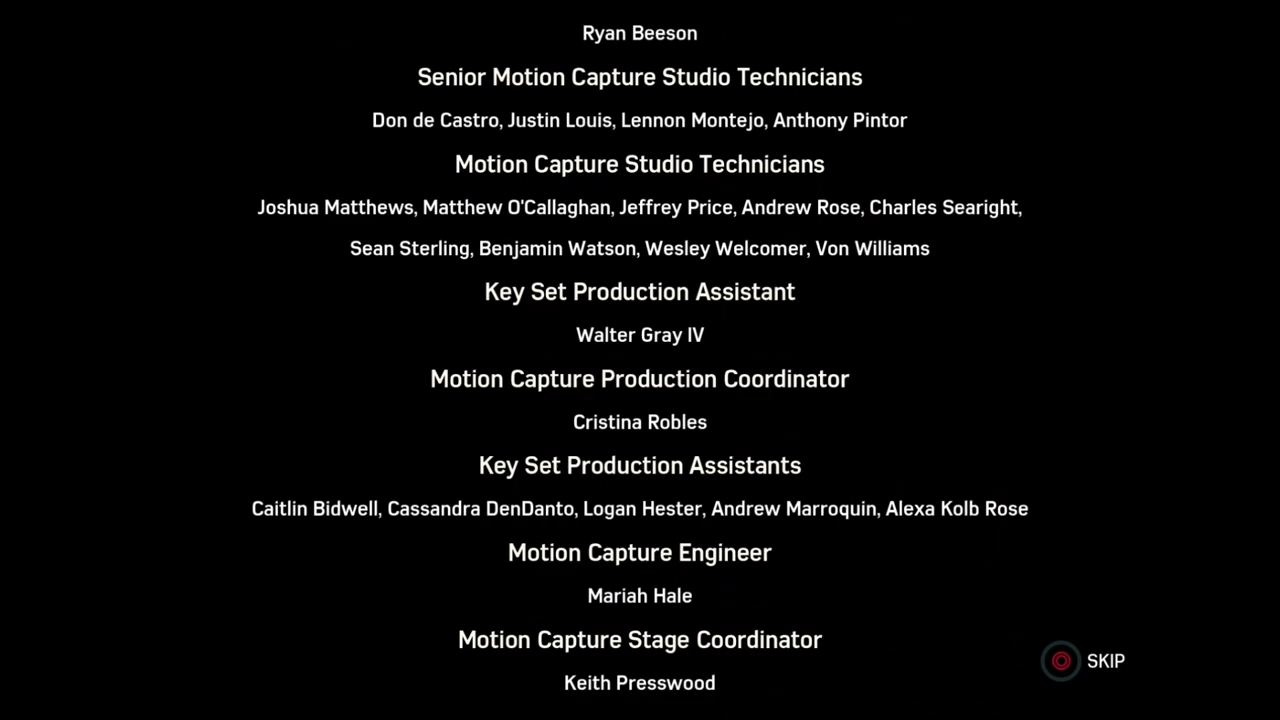 Ryan Beeson
Senior Motion Capture Studio Technicians
Don de Castro, Justin Louis, Lennon Montejo, Anthony Pintor
Motion Capture Studio Technicians
Joshua Matthews, Matthew O'Callaghan, Jeffrey Price, Andrew Rose, Charles Searight,
Sean Sterling, Benjamin Watson, Wesley Welcomer, Von Williams
Key Set Production Assistant
Walter Gray IV
Motion Capture Production Coordinator
Cristina Robles
Key Set Production Assistants
Caitlin Bidwell, Cassandra DenDanto, Logan Hester, Andrew Marroquin, Alexa Kolb Rose
Motion Capture Engineer
Mariah Hale
Motion Capture Stage Coordinator
SKIP
Keith Presswood